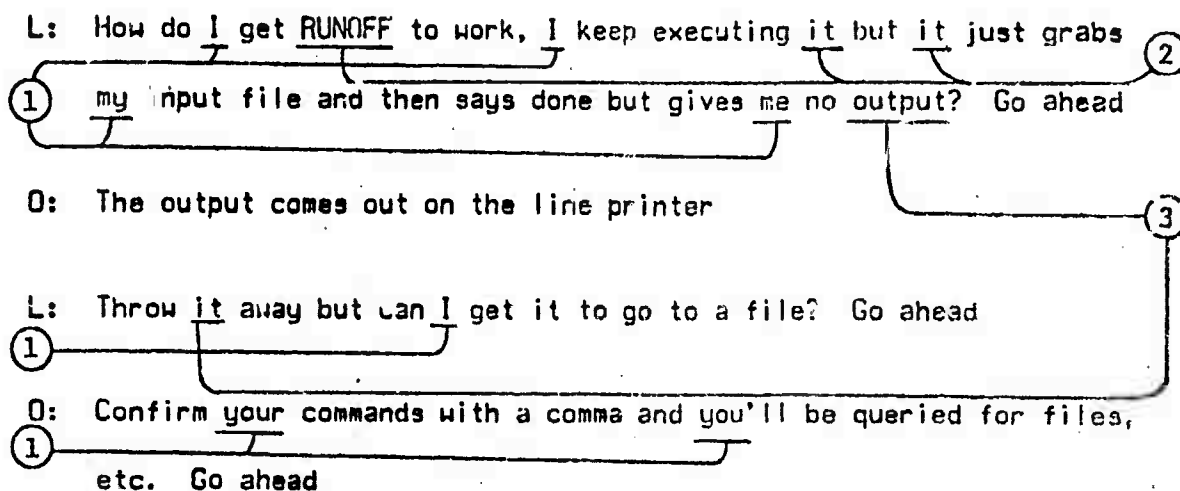 L: How do I get RUNOFF to work, I keep executing it but it just grabs
2
1 my nput file and then says done but gives me no output? Go ahead
O: The output comes out on the line printer
3
L: Throw it away but can I get it to go to a file? Go ahead
1
O: Confirm your commands with a comma and you'll be queried for files,
1
etc. Go ahead